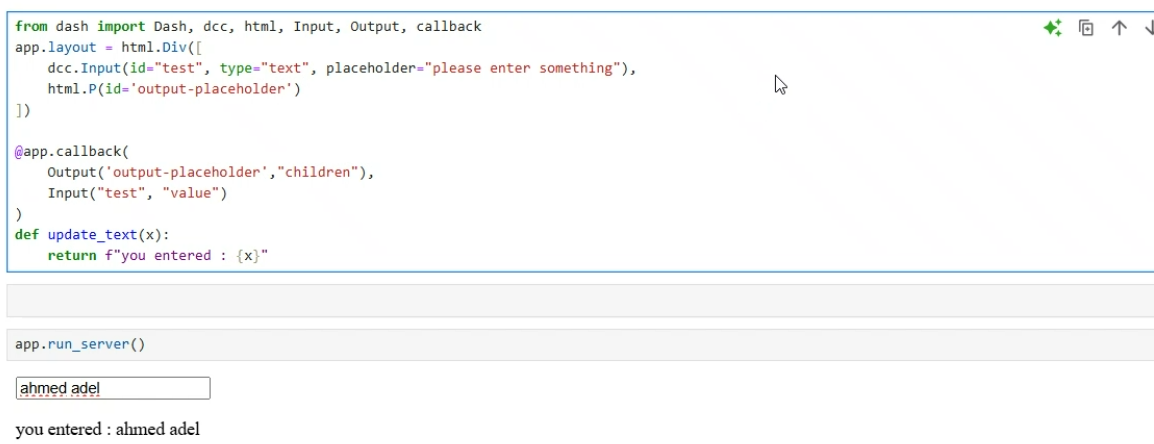 from dash import Dash, dcc, html, Input, Output, callback
app.layout = html.Div([
    dcc.Input(id="test", type="text", placeholder="please enter something"),
    html.P(id='output-placeholder')
])

@app.callback(
    Output('output-placeholder',"children"),
    Input("test", "value")
)
def update_text(x):
    return f"you entered : {x}"
app.run_server()
ahmed adel
you entered : ahmed adel